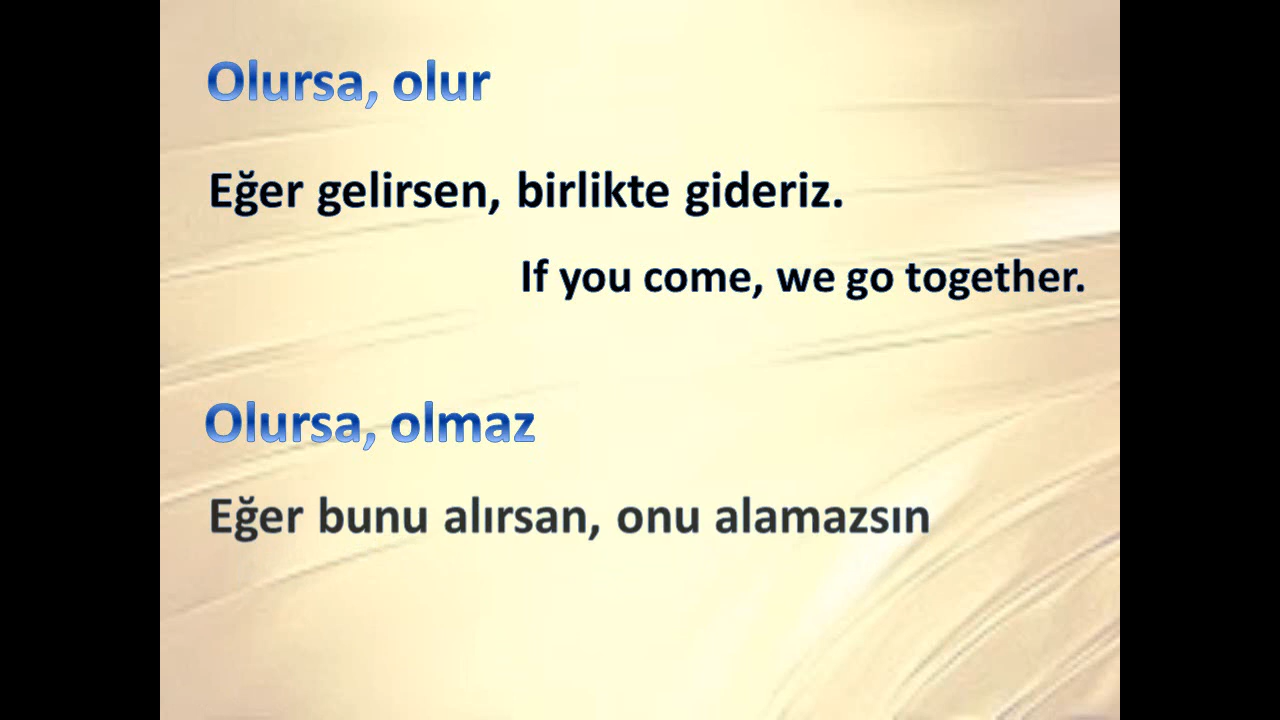 Olursa, olur
Eğer gelirsen, birlikte gideriz.
If you come, we go together.
Olursa, olmaz
Eğer bunu alırsan, onu alamazsın